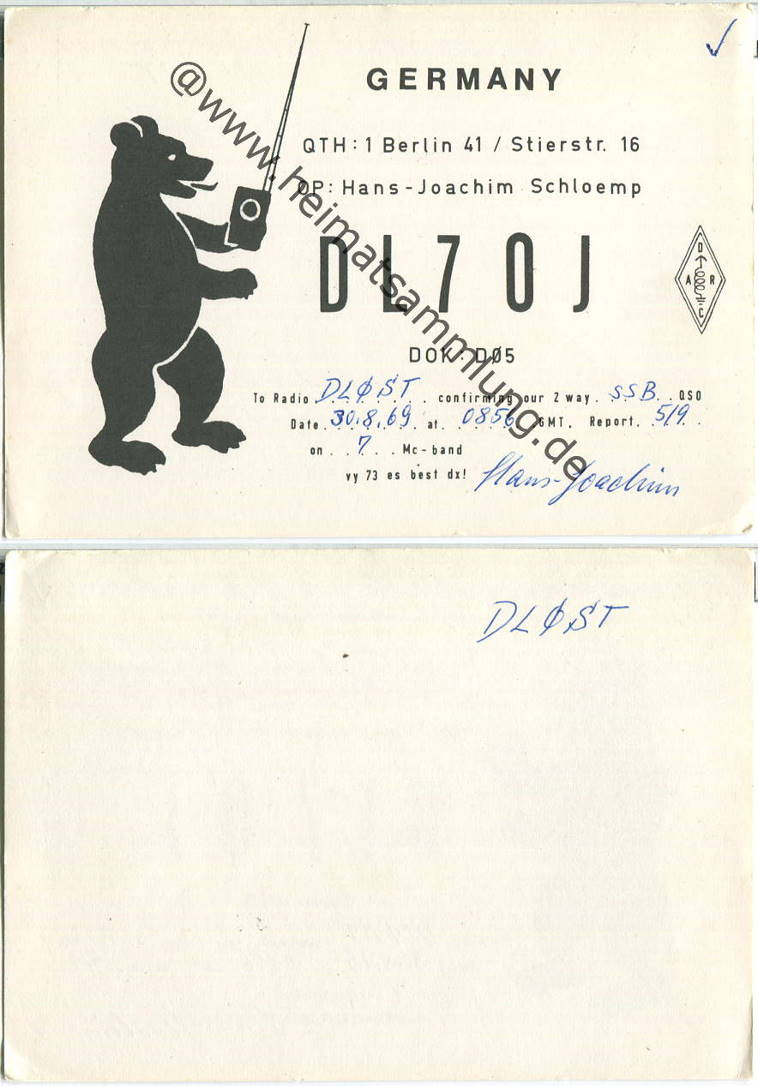 GERMANY
QTH: 1 Berlin 41 / Stierstr. 16
OP: Hans-Joachim Schloemp
DL7OJ
D
A R
C
DOK: DØ5
To Radio DLØST confirming our 2 way SSB QSO
Date 30.8.69 at 0856 GMT. Report 519
on 7 Mc-band
vy 73 es best dx!
Hans-Joachim
@www.heimatsammlung.de
DLØST